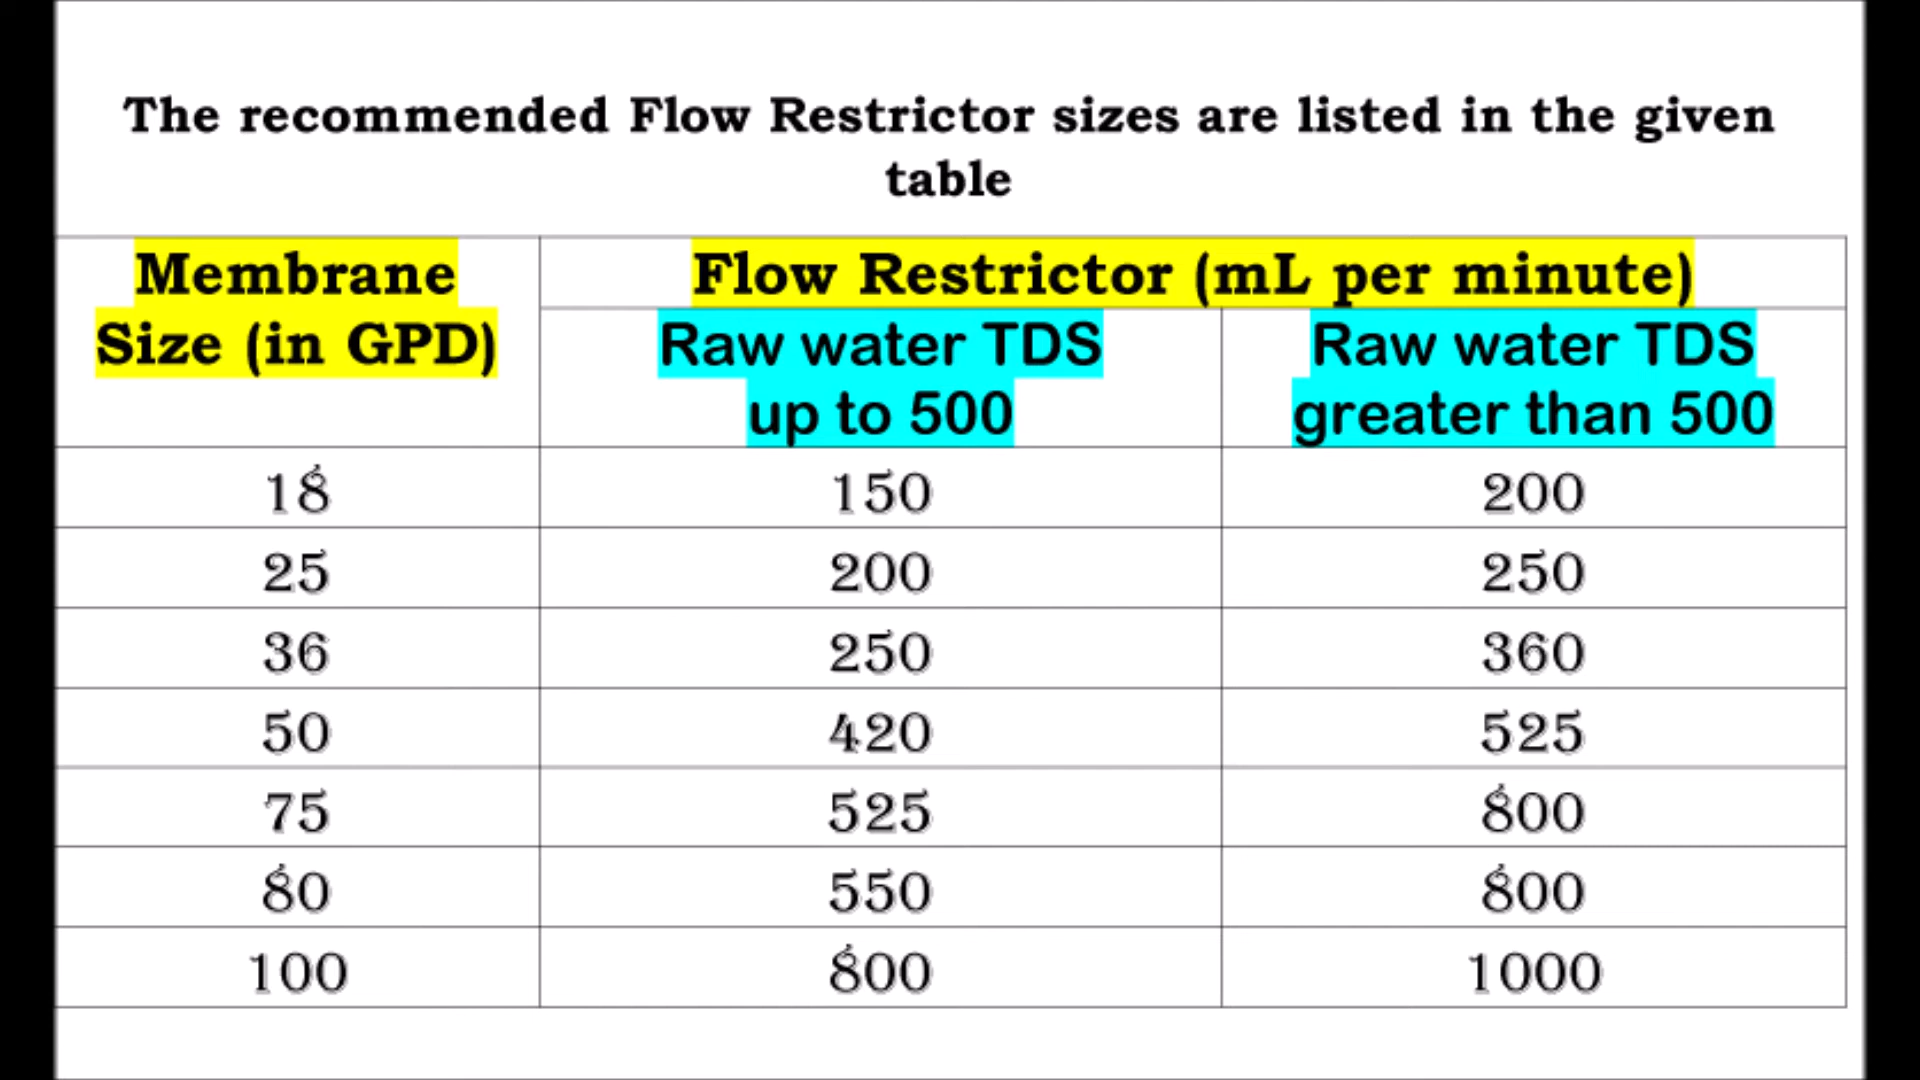 The recommended Flow Restrictor sizes are listed in the given
table
Membrane
Size (in GPD)
Flow Restrictor (mL per minute)
Raw water TDS
up to 500
Raw water TDS
greater than 500
18 150 200
25 200 250
36 250 360
50 420 525
75 525 800
80 550 800
100 800 1000